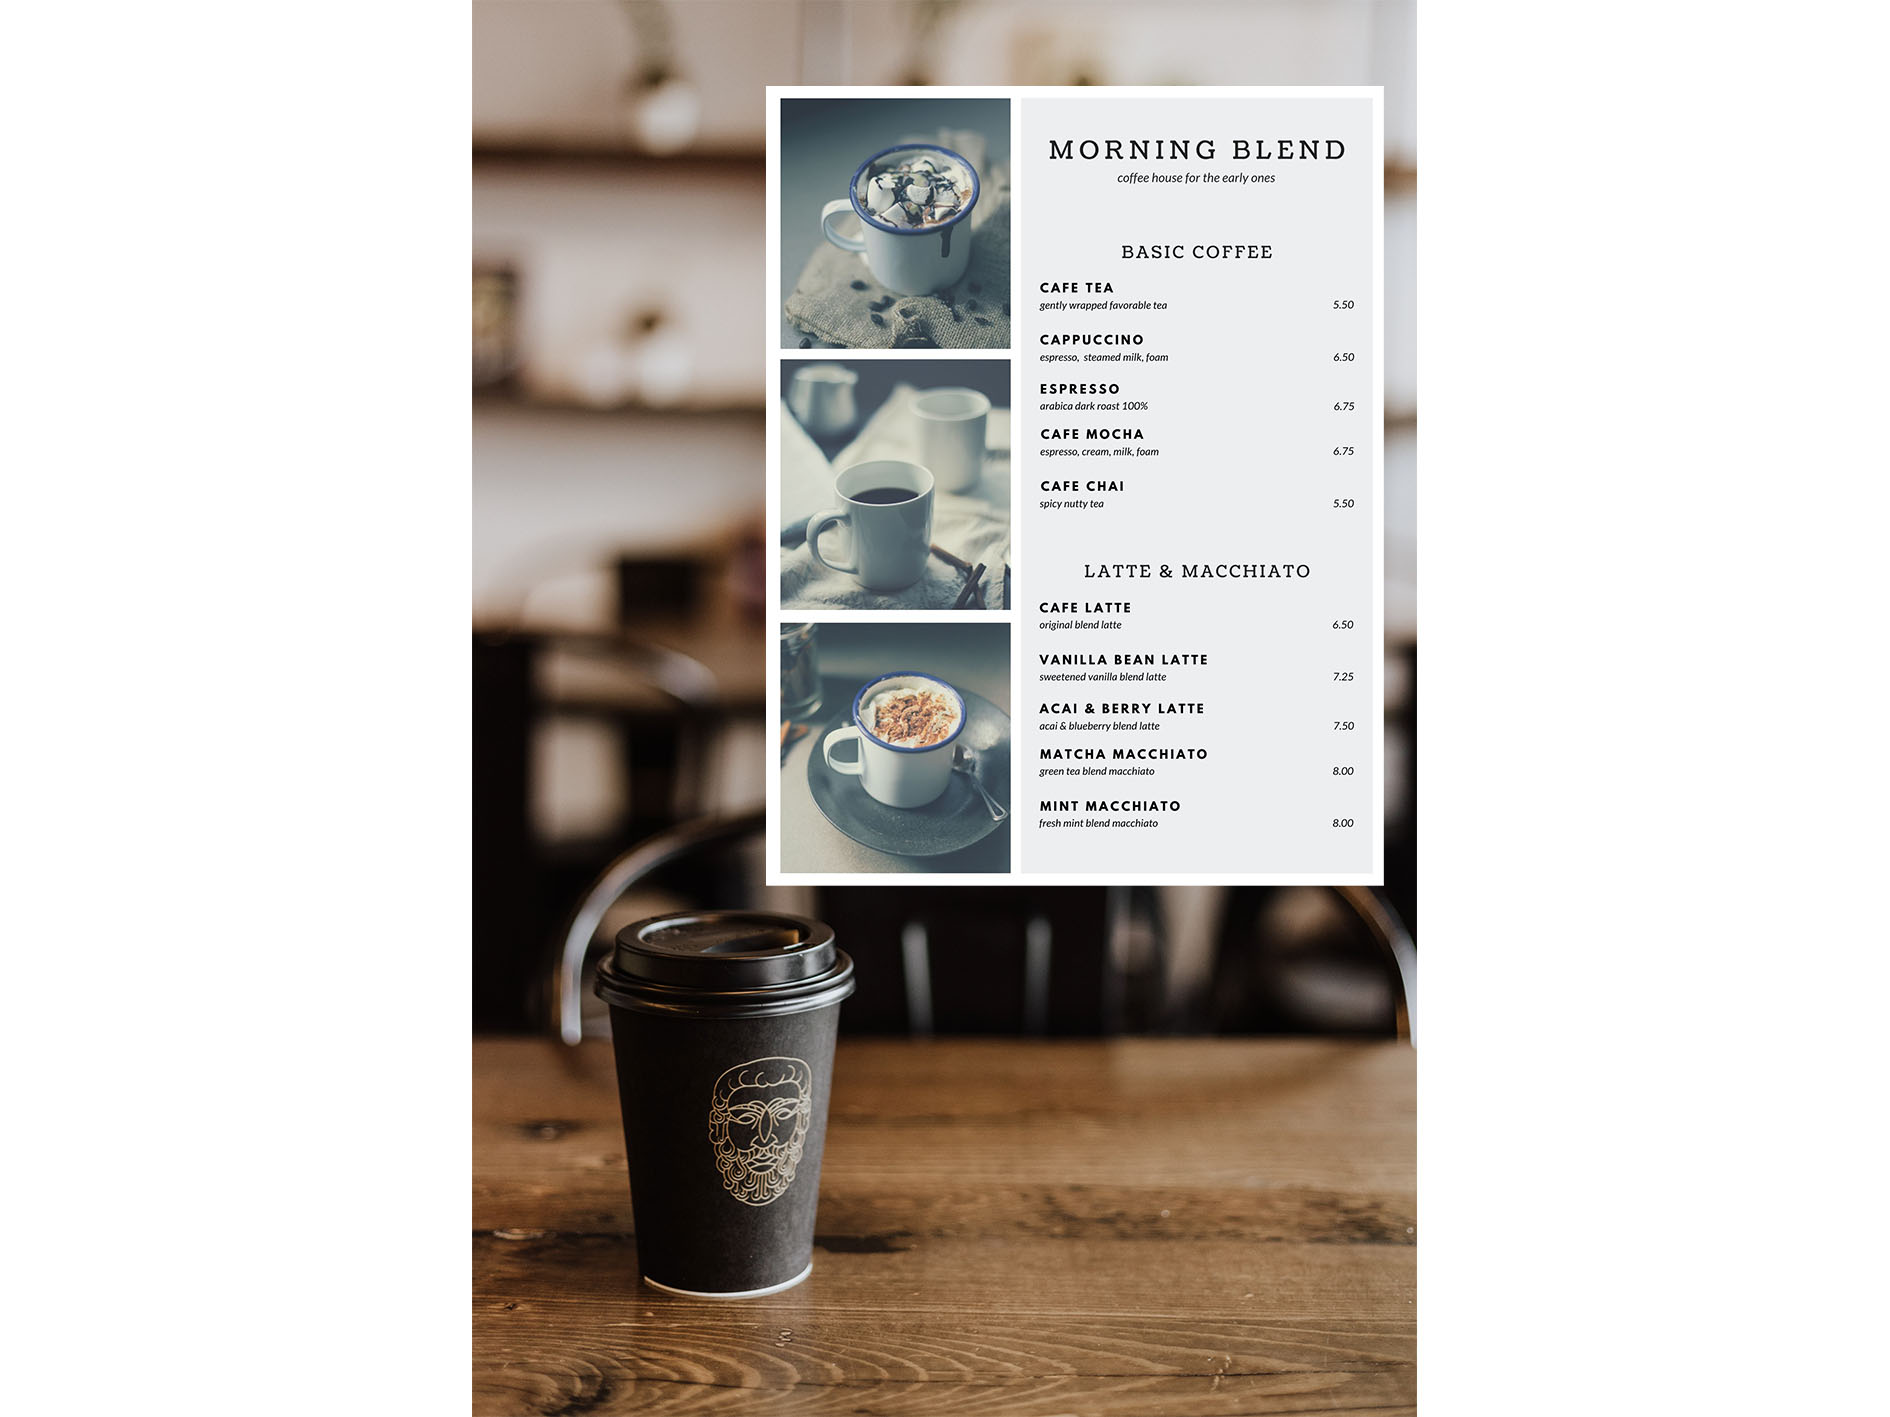 MORNING BLEND
coffee house for the early ones
BASIC COFFEE
CAFE TEA
gently wrapped favorable tea 5.50
CAPPUCCINO
espresso, steamed milk, foam 6.50
ESPRESSO
arabica dark roast 100% 6.75
CAFE MOCHA
espresso, cream, milk, foam 6.75
CAFE CHAI
spicy nutty tea 5.50
LATTE & MACCHIATO
CAFE LATTE
original blend latte 6.50
VANILLA BEAN LATTE
sweetened vanilla blend latte 7.25
ACAI & BERRY LATTE
acai & blueberry blend latte 7.50
MATCHA MACCHIATO
green tea blend macchiato 8.00
MINT MACCHIATO
fresh mint blend macchiato 8.00